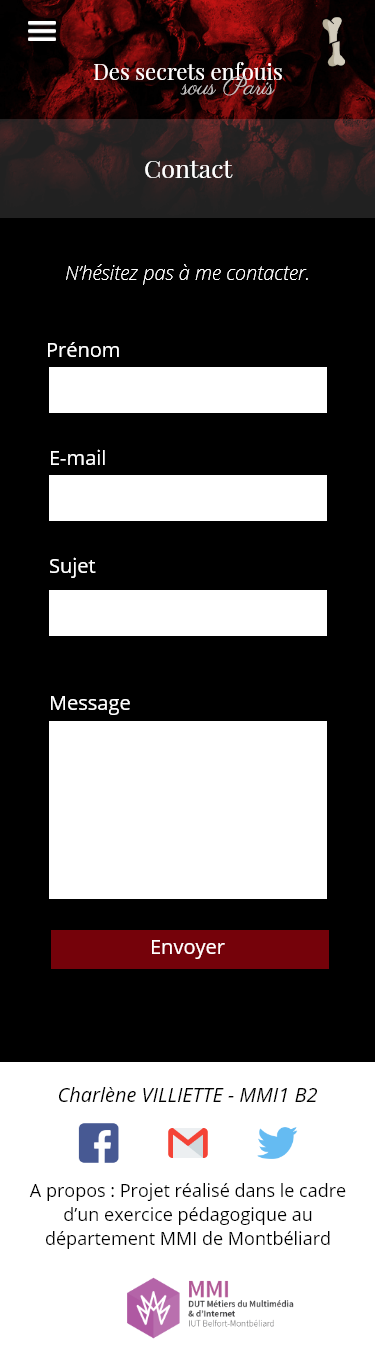 Des secrets enfouis
sous Paris
Contact
N’hésitez pas à me contacter.
Prénom
E-mail
Sujet
Message
Envoyer
Charlène VILLIETTE - MMI1 B2
A propos : Projet réalisé dans le cadre
d’un exercice pédagogique au
département MMI de Montbéliard
MMI
DUT Métiers du Multimédia
& d'Internet
IUT Belfort-Montbéliard